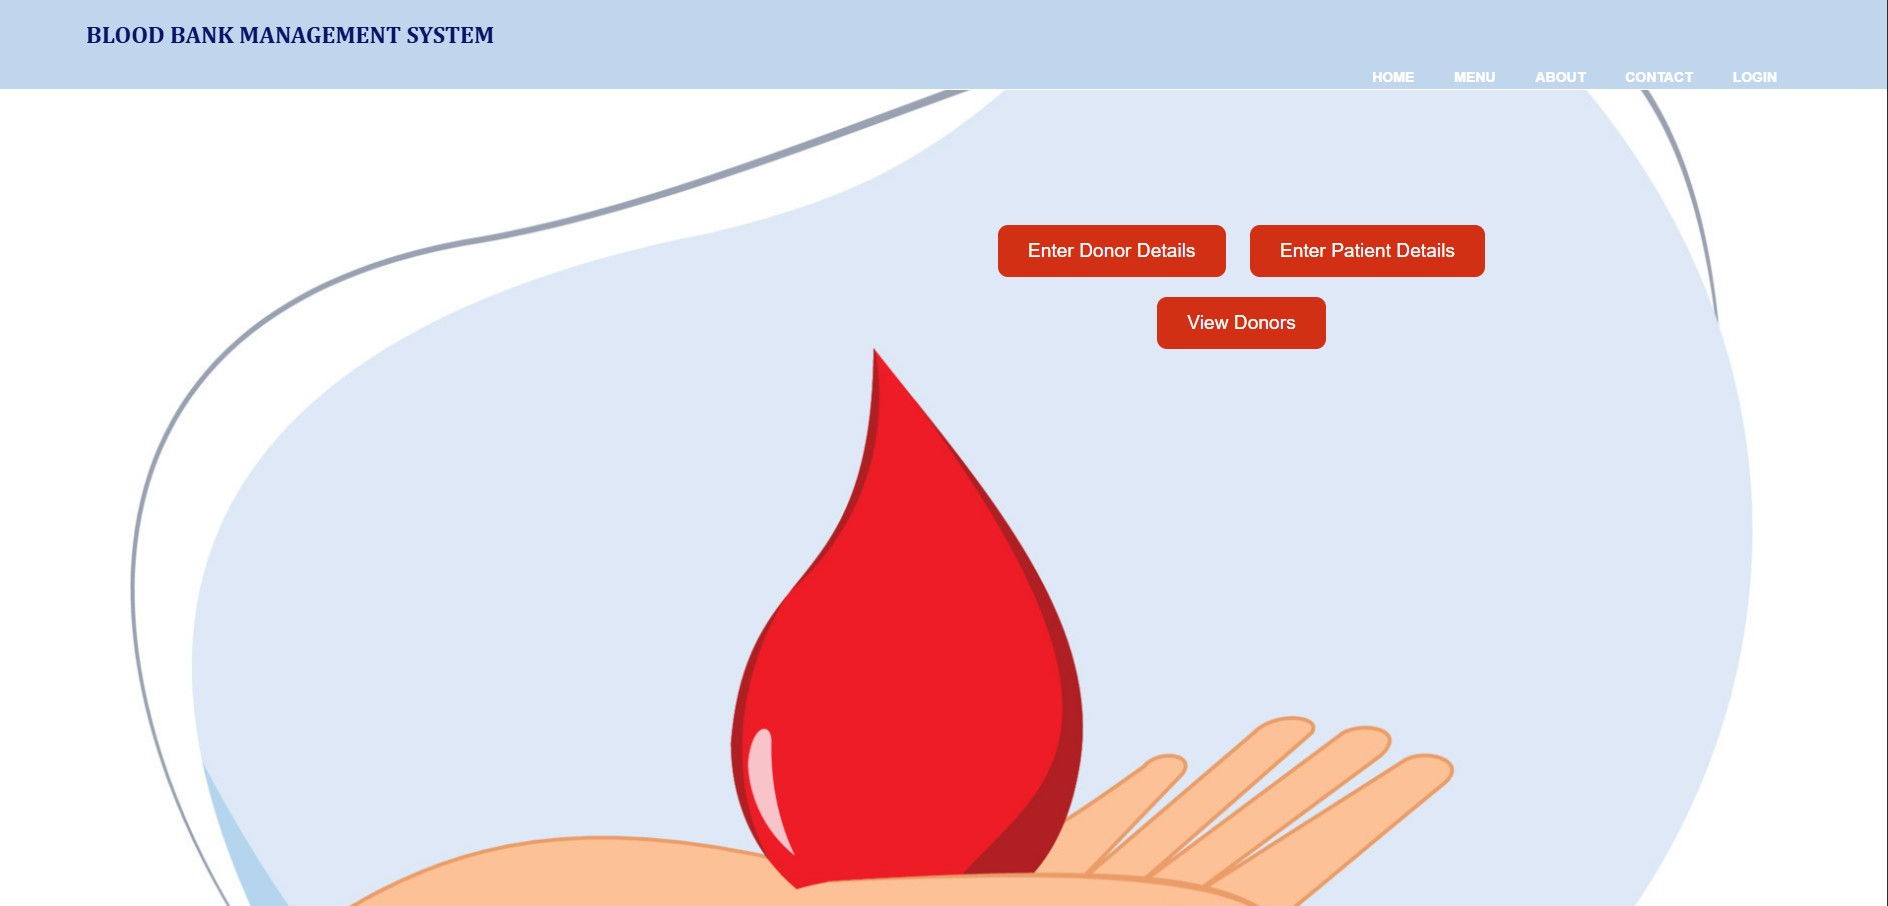 BLOOD BANK MANAGEMENT SYSTEM
HOME MENU ABOUT CONTACT LOGIN
Enter Donor Details Enter Patient Details
View Donors